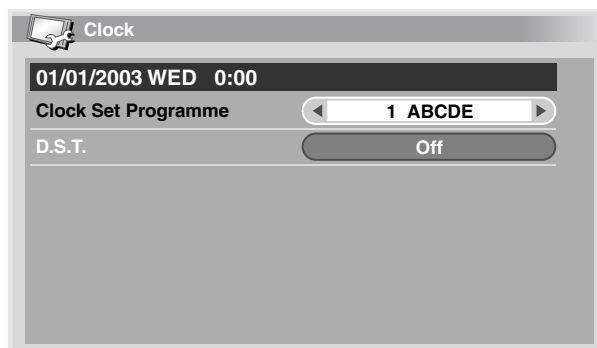 Clock
01/01/2003 WED 0:00
Clock Set Programme 1 ABCDE
D.S.T. Off